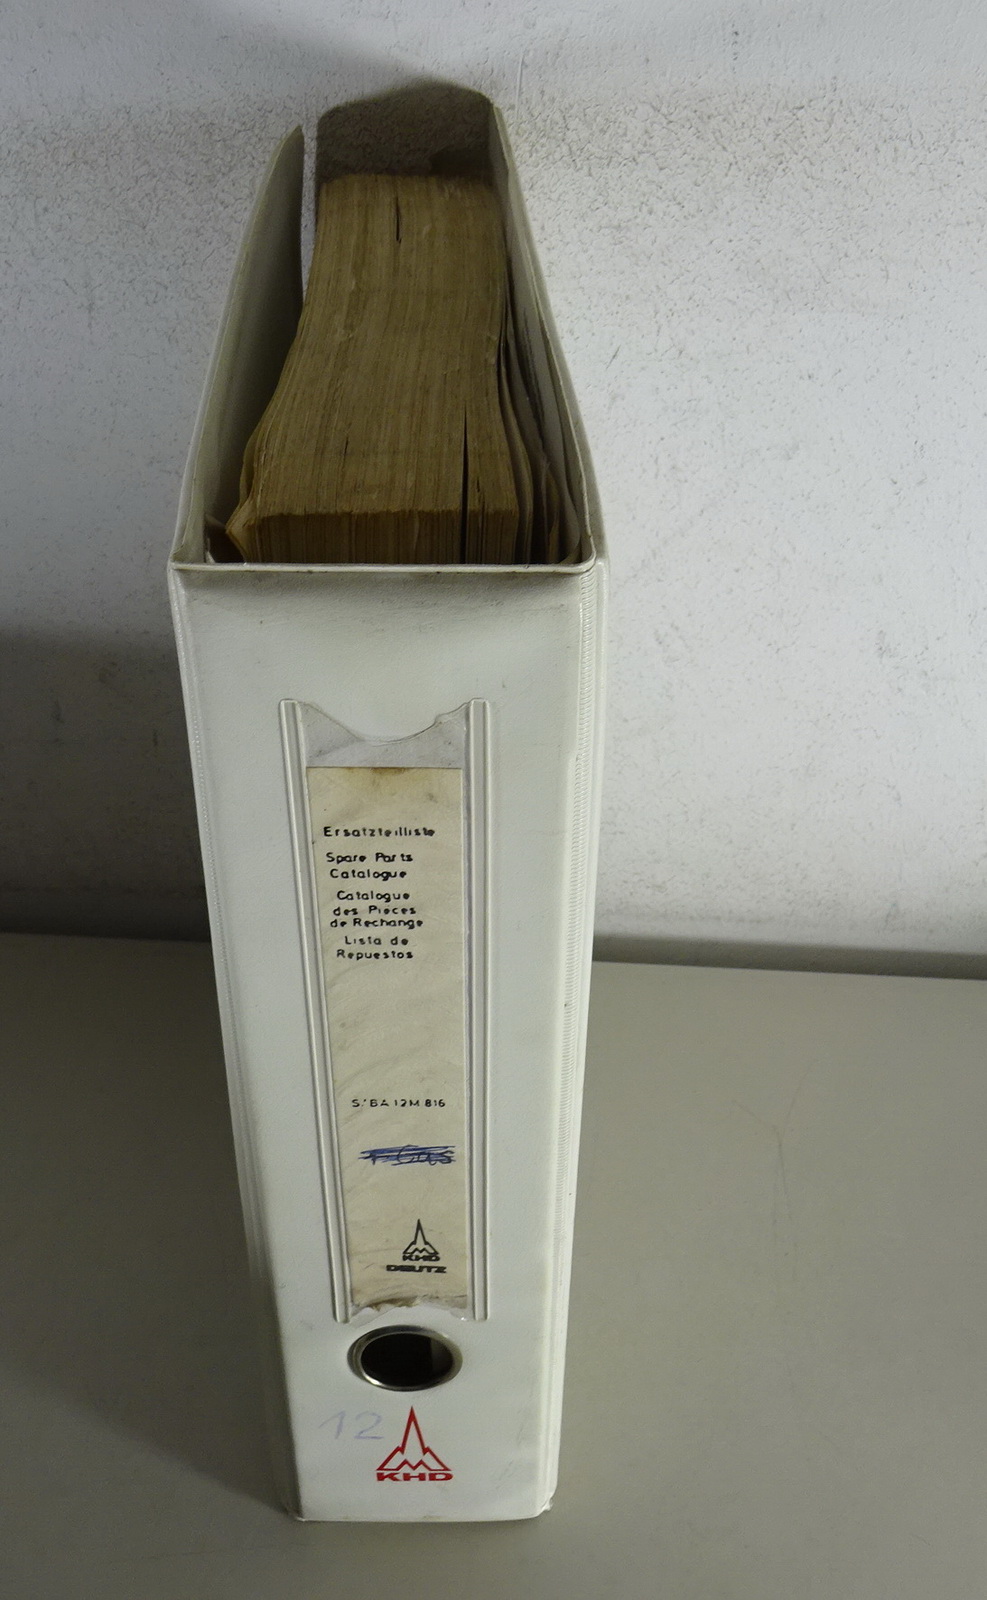 Ersatzteilliste
Spare Parts
Catalogue
Catalogue
des Pieces
de Rechange
Lista de
Repuestos
S/BA 12M 816
Gas
KHD
DEUTZ
12
KHD